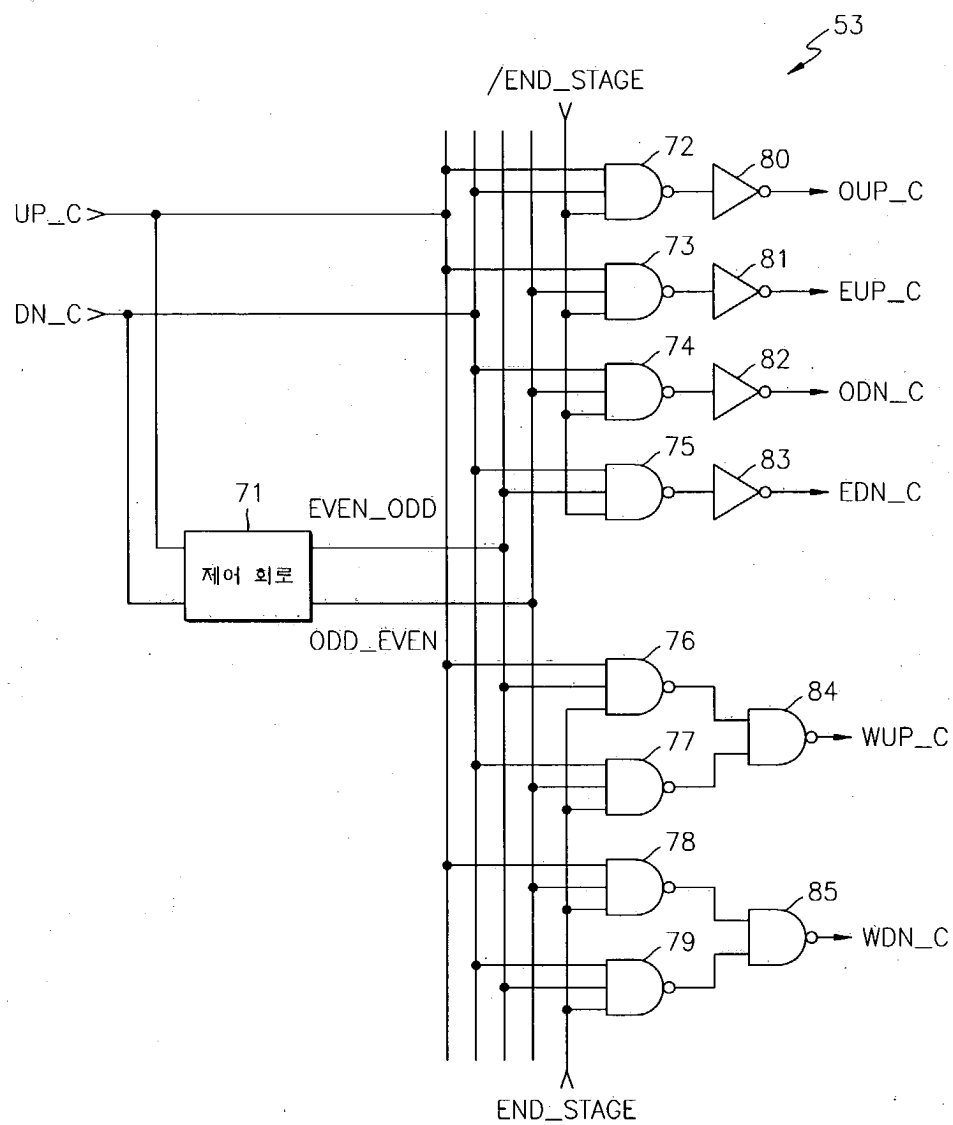 53
/END_STAGE
72
80
OUP_C
UP_C
73
81
EUP_C
DN_C
74
82
ODN_C
75
83
EDN_C
71
EVEN_ODD
제어 회로
ODD_EVEN
76
84
WUP_C
77
78
85
WDN_C
79
END_STAGE